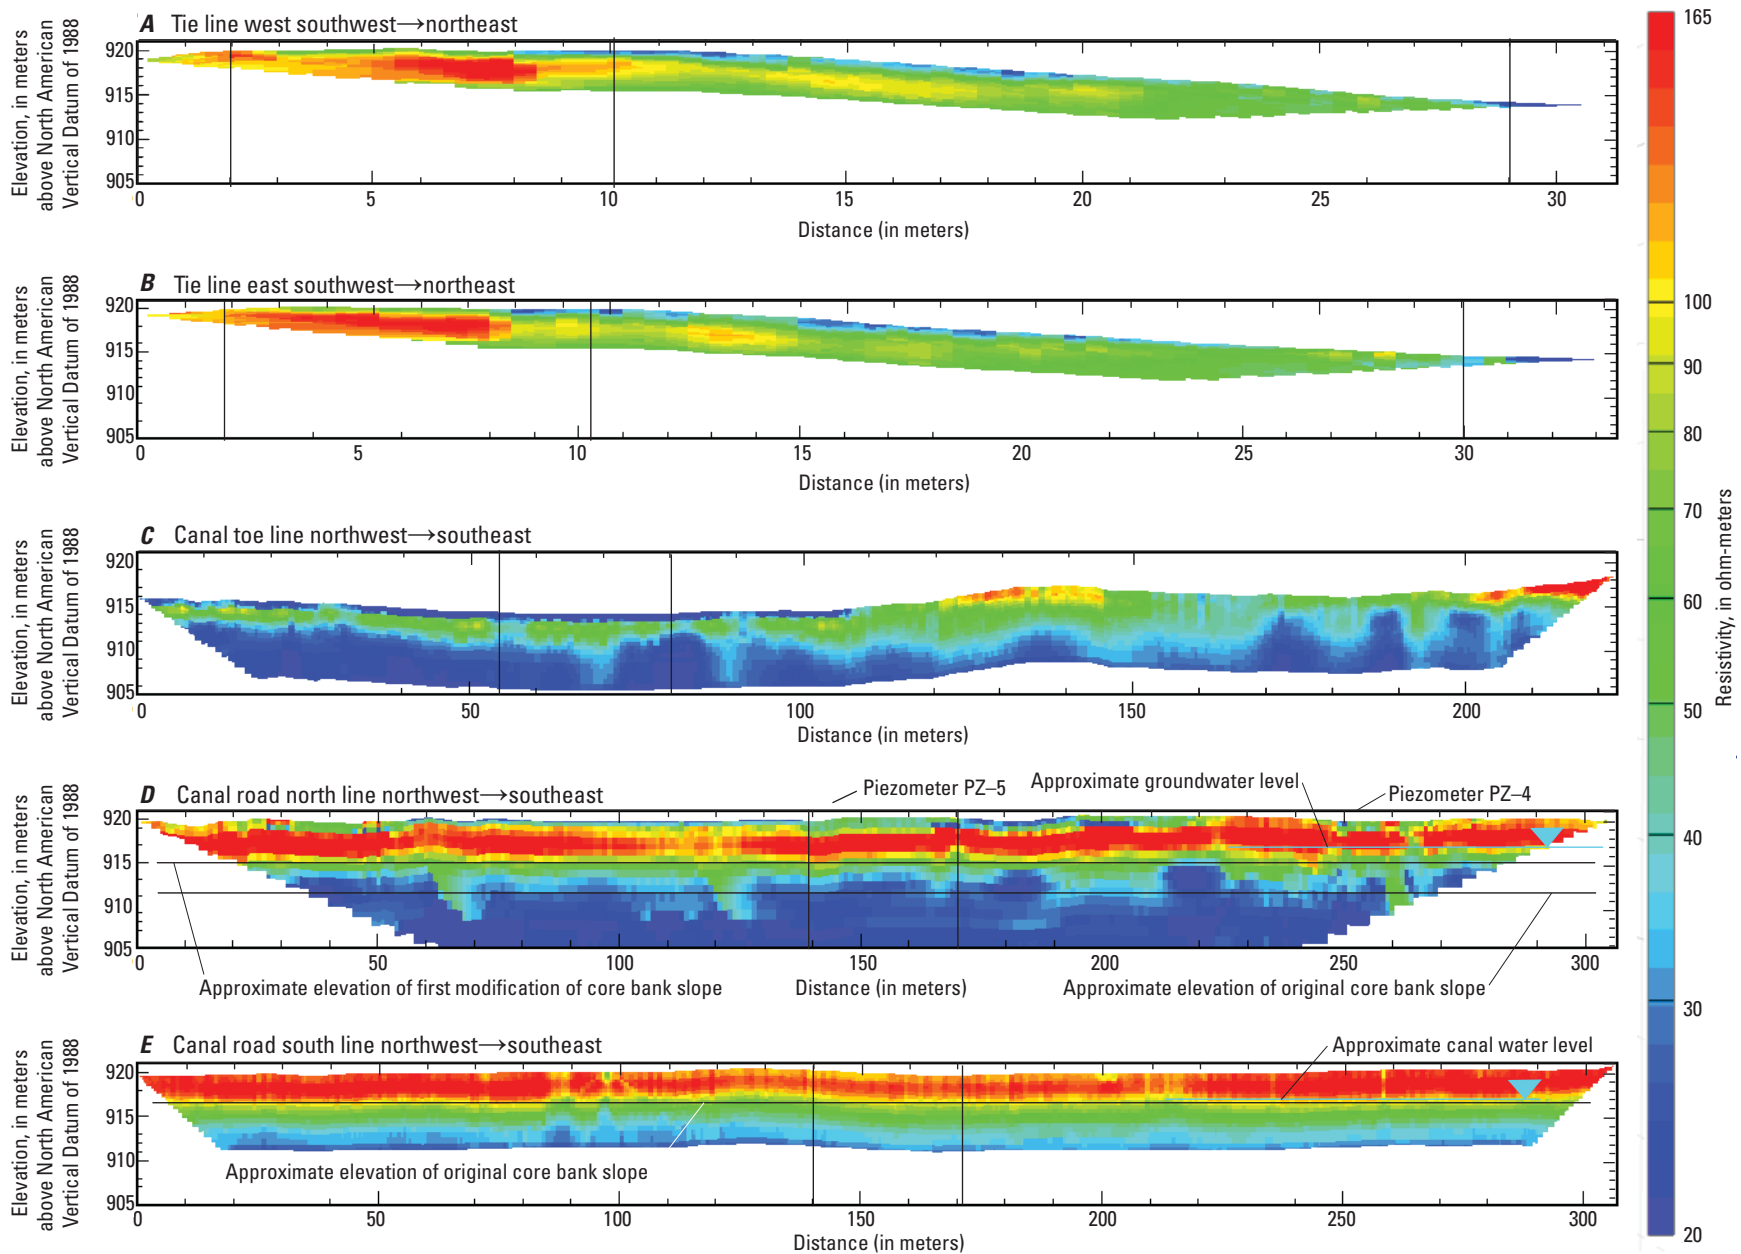 A Tie line west southwest→northeast
Elevation, in meters
above North American
Vertical Datum of 1988
920
915
910
905
0 5 10 15 20 25 30
Distance (in meters)
B Tie line east southwest→northeast
Elevation, in meters
above North American
Vertical Datum of 1988
920
915
910
905
0 5 10 15 20 25 30
Distance (in meters)
C Canal toe line northwest→southeast
Elevation, in meters
above North American
Vertical Datum of 1988
920
915
910
905
0 50 100 150 200
Distance (in meters)
D Canal road north line northwest→southeast
Piezometer PZ–5
Approximate groundwater level
Piezometer PZ–4
Elevation, in meters
above North American
Vertical Datum of 1988
920
915
910
905
0 50 100 150 200 250 300
Approximate elevation of first modification of core bank slope
Distance (in meters)
Approximate elevation of original core bank slope
E Canal road south line northwest→southeast
Approximate canal water level
Elevation, in meters
above North American
Vertical Datum of 1988
920
915
910
905
Approximate elevation of original core bank slope
0 50 100 150 200 250 300
Distance (in meters)
165
100
90
80
70
60
50
40
30
20
Resistivity, in ohm-meters